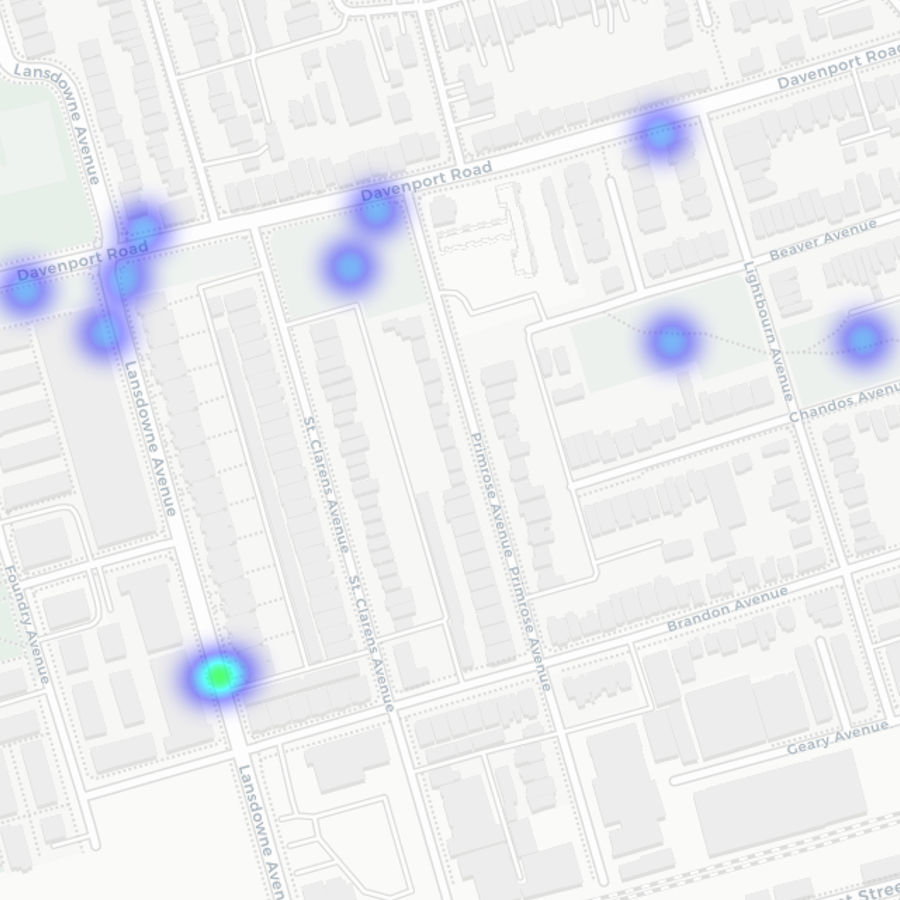 Lansdowne Avenue
Davenport Road
Davenport Road
Davenport Road
Beaver Avenue
Lightbourn Avenue
Chandos Avenue
Lansdowne Avenue
St. Clarens Avenue
Primrose Avenue
Primrose Avenue
St. Clarens Avenue
Foundry Avenue
Brandon Avenue
Geary Avenue
Lansdowne Aven
t Stree